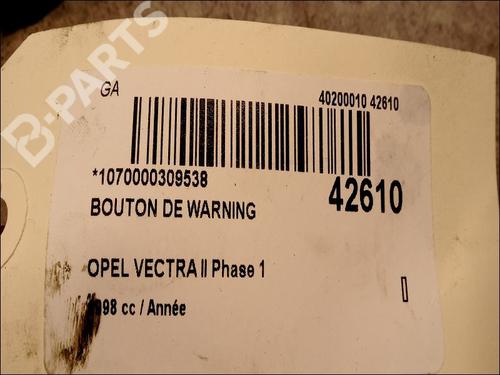 B-PARTS
GA
40200010 42610
*1070000309538
42610
BOUTON DE WARNING
OPEL VECTRA II Phase 1
cc / Année